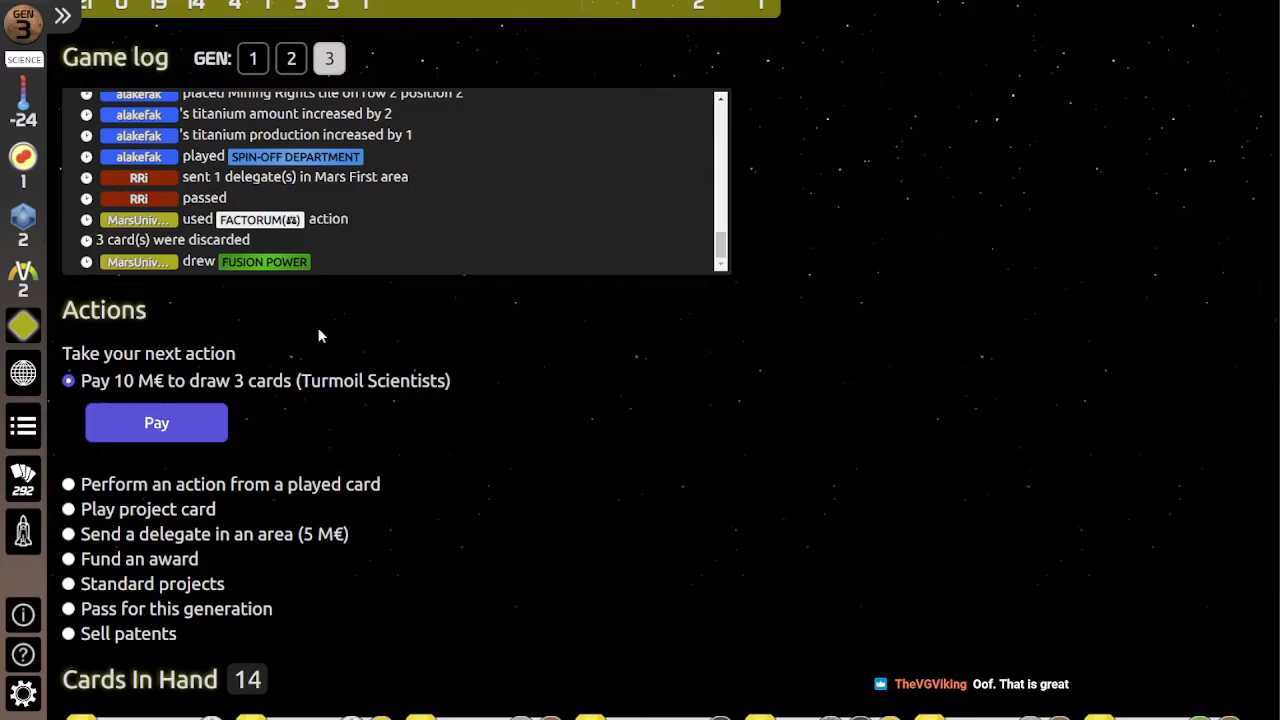 GEN
3
SCIENCE
-24
1
2
2
292
Game log GEN: 1 2 3
alakefak placed Mining Rights tile on row 2 position 2
alakefak 's titanium amount increased by 2
alakefak 's titanium production increased by 1
alakefak played SPIN-OFF DEPARTMENT
RRi sent 1 delegate(s) in Mars First area
RRi passed
MarsUniv... used FACTORUM action
3 card(s) were discarded
MarsUniv... drew FUSION POWER
Actions
Take your next action
Pay 10 M€ to draw 3 cards (Turmoil Scientists)
Pay
Perform an action from a played card
Play project card
Send a delegate in an area (5 M€)
Fund an award
Standard projects
Pass for this generation
Sell patents
Cards In Hand 14
TheVGViking Oof. That is great